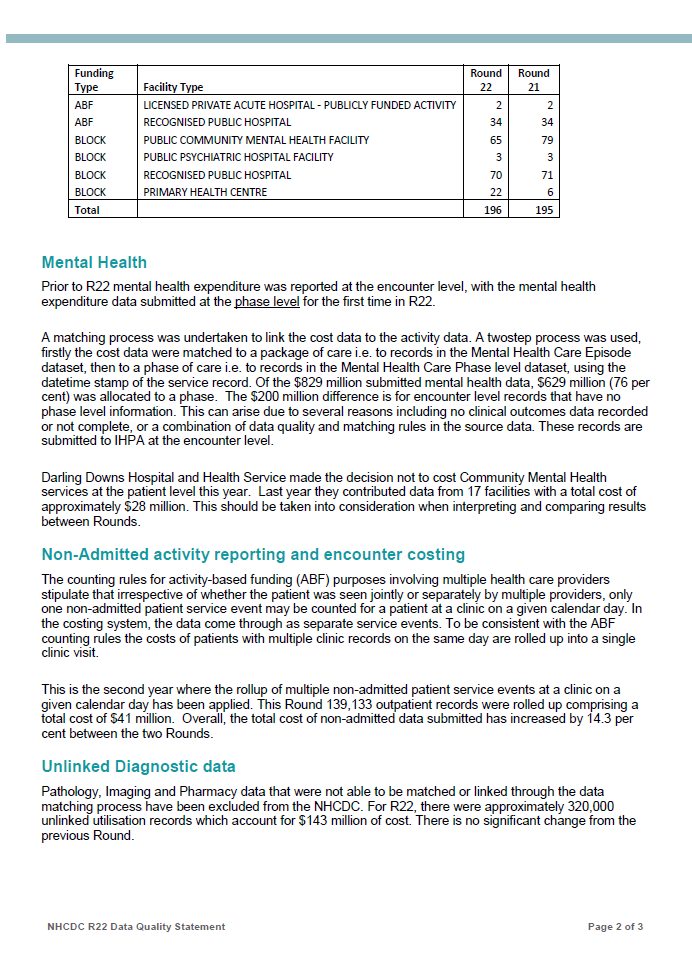 Funding Type Facility Type Round 22 Round 21
ABF LICENSED PRIVATE ACUTE HOSPITAL - PUBLICLY FUNDED ACTIVITY 2 2
ABF RECOGNISED PUBLIC HOSPITAL 34 34
BLOCK PUBLIC COMMUNITY MENTAL HEALTH FACILITY 65 79
BLOCK PUBLIC PSYCHIATRIC HOSPITAL FACILITY 3 3
BLOCK RECOGNISED PUBLIC HOSPITAL 70 71
BLOCK PRIMARY HEALTH CENTRE 22 6
Total 196 195
Mental Health
Prior to R22 mental health expenditure was reported at the encounter level, with the mental health
expenditure data submitted at the phase level for the first time in R22.
A matching process was undertaken to link the cost data to the activity data. A twostep process was used,
firstly the cost data were matched to a package of care i.e. to records in the Mental Health Care Episode
dataset, then to a phase of care i.e. to records in the Mental Health Care Phase level dataset, using the
datetime stamp of the service record. Of the $829 million submitted mental health data, $629 million (76 per
cent) was allocated to a phase. The $200 million difference is for encounter level records that have no
phase level information. This can arise due to several reasons including no clinical outcomes data recorded
or not complete, or a combination of data quality and matching rules in the source data. These records are
submitted to IHPA at the encounter level.
Darling Downs Hospital and Health Service made the decision not to cost Community Mental Health
services at the patient level this year. Last year they contributed data from 17 facilities with a total cost of
approximately $28 million. This should be taken into consideration when interpreting and comparing results
between Rounds.
Non-Admitted activity reporting and encounter costing
The counting rules for activity-based funding (ABF) purposes involving multiple health care providers
stipulate that irrespective of whether the patient was seen jointly or separately by multiple providers, only
one non-admitted patient service event may be counted for a patient at a clinic on a given calendar day. In
the costing system, the data come through as separate service events. To be consistent with the ABF
counting rules the costs of patients with multiple clinic records on the same day are rolled up into a single
clinic visit.
This is the second year where the rollup of multiple non-admitted patient service events at a clinic on a
given calendar day has been applied. This Round 139,133 outpatient records were rolled up comprising a
total cost of $41 million. Overall, the total cost of non-admitted data submitted has increased by 14.3 per
cent between the two Rounds.
Unlinked Diagnostic data
Pathology, Imaging and Pharmacy data that were not able to be matched or linked through the data
matching process have been excluded from the NHCDC. For R22, there were approximately 320,000
unlinked utilisation records which account for $143 million of cost. There is no significant change from the
previous Round.
NHCDC R22 Data Quality Statement Page 2 of 3